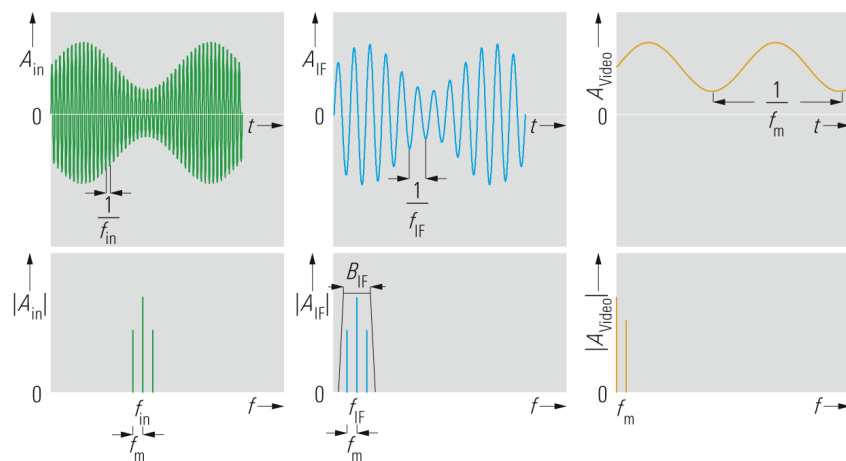 A_in
0
t
1
f_in
A_IF
0
t
1
f_IF
A_Video
0
1
f_m
t
|A_in|
0
f_in
f_m
f
|A_IF|
B_IF
0
f_IF
f_m
f
|A_Video|
0
f_m
f